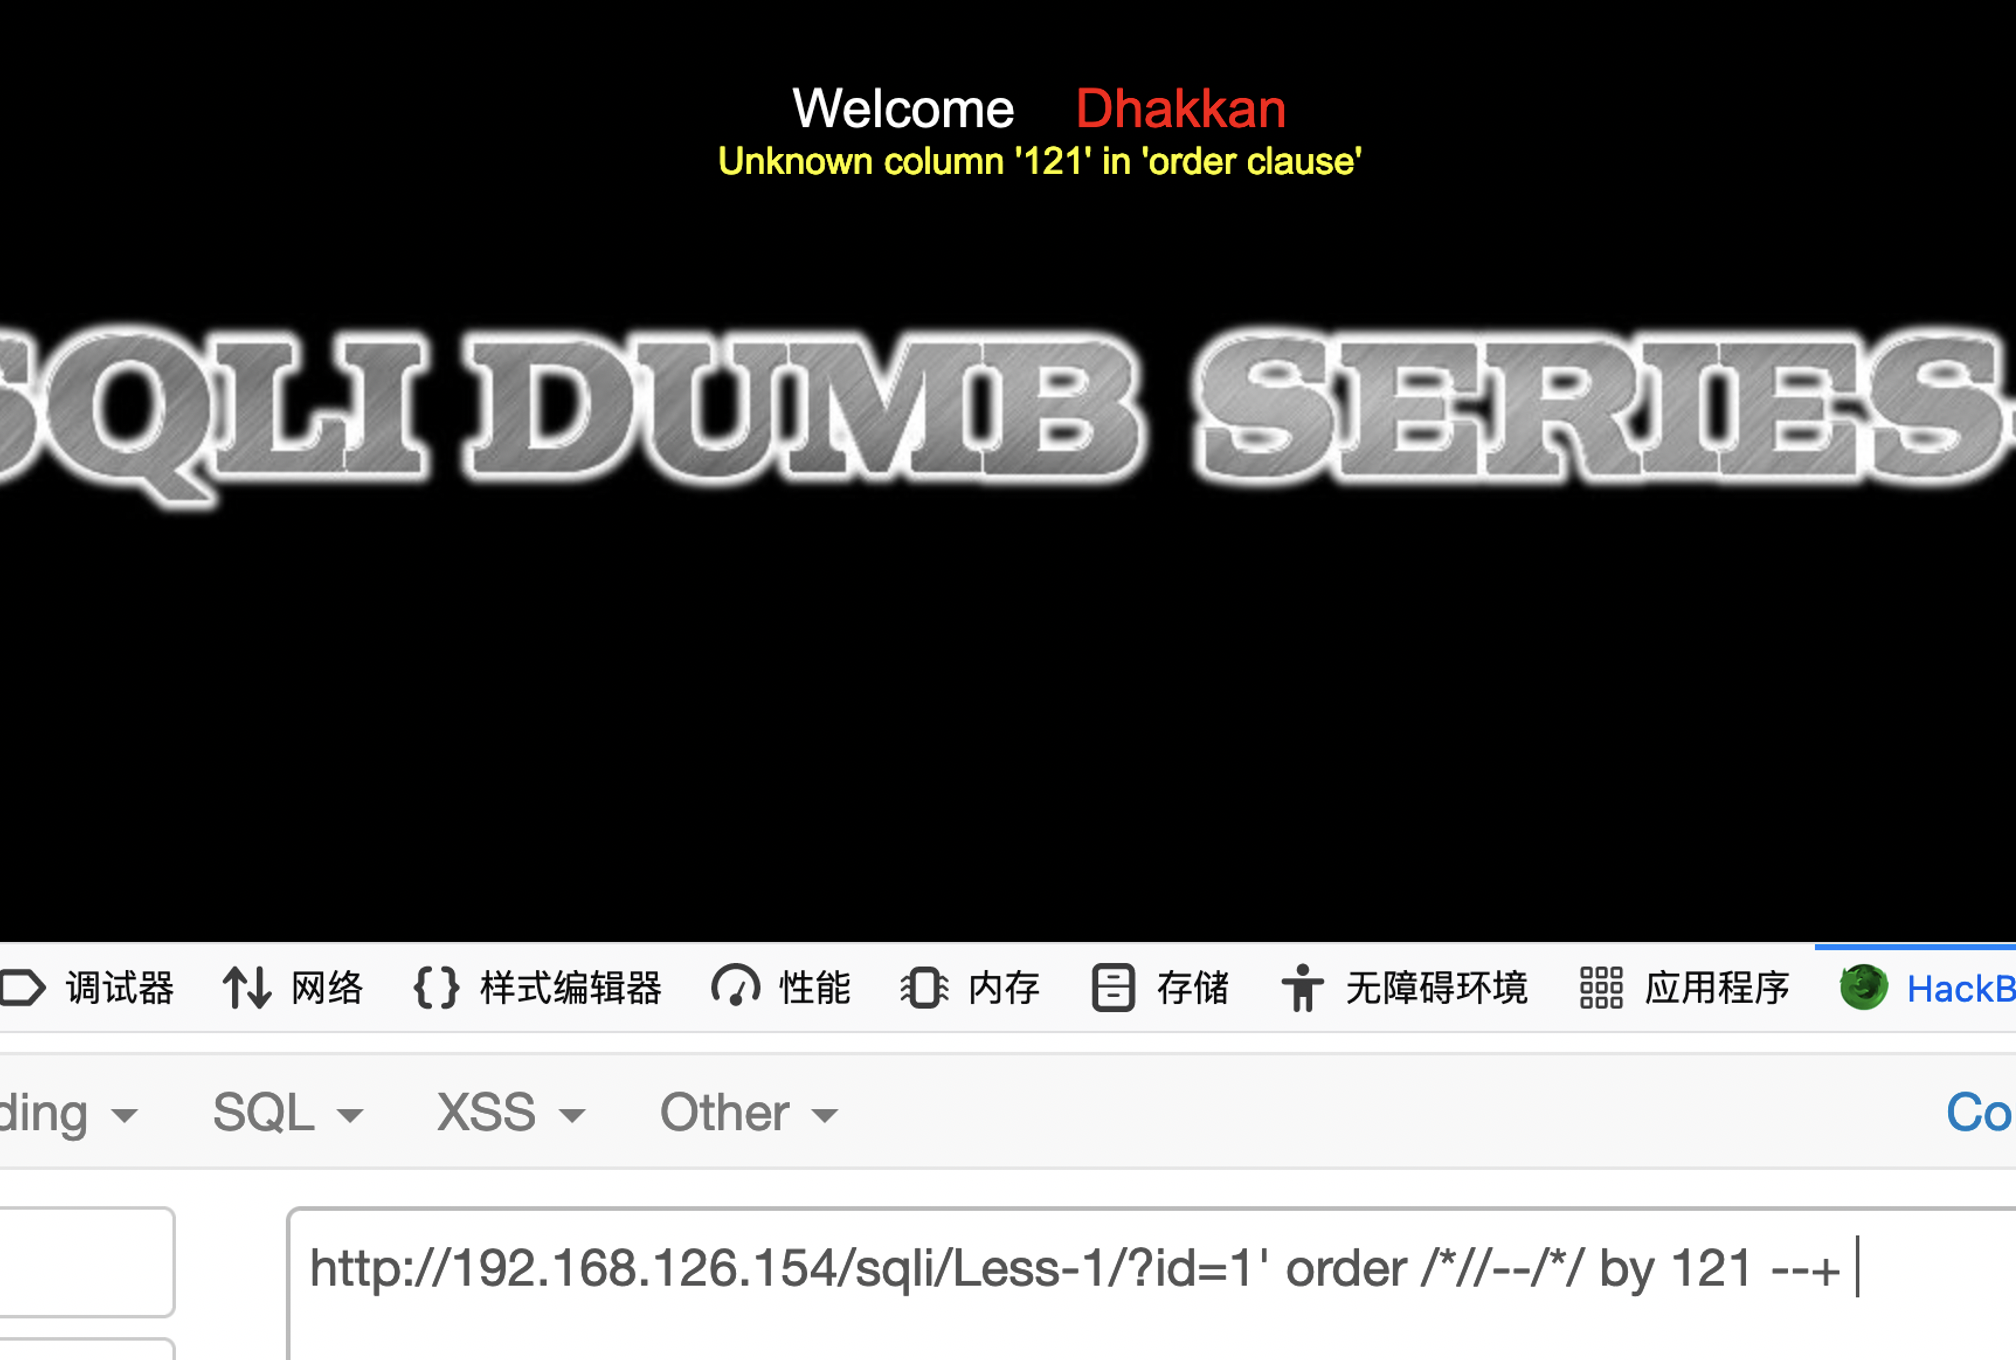 Welcome Dhakkan
Unknown column '121' in 'order clause'
SQLI DUMB SERIES-
调试器 网络 样式编辑器 性能 内存 存储 无障碍环境 应用程序 HackB
ding SQL XSS Other Co
http://192.168.126.154/sqli/Less-1/?id=1' order /*//--/*/ by 121 --+